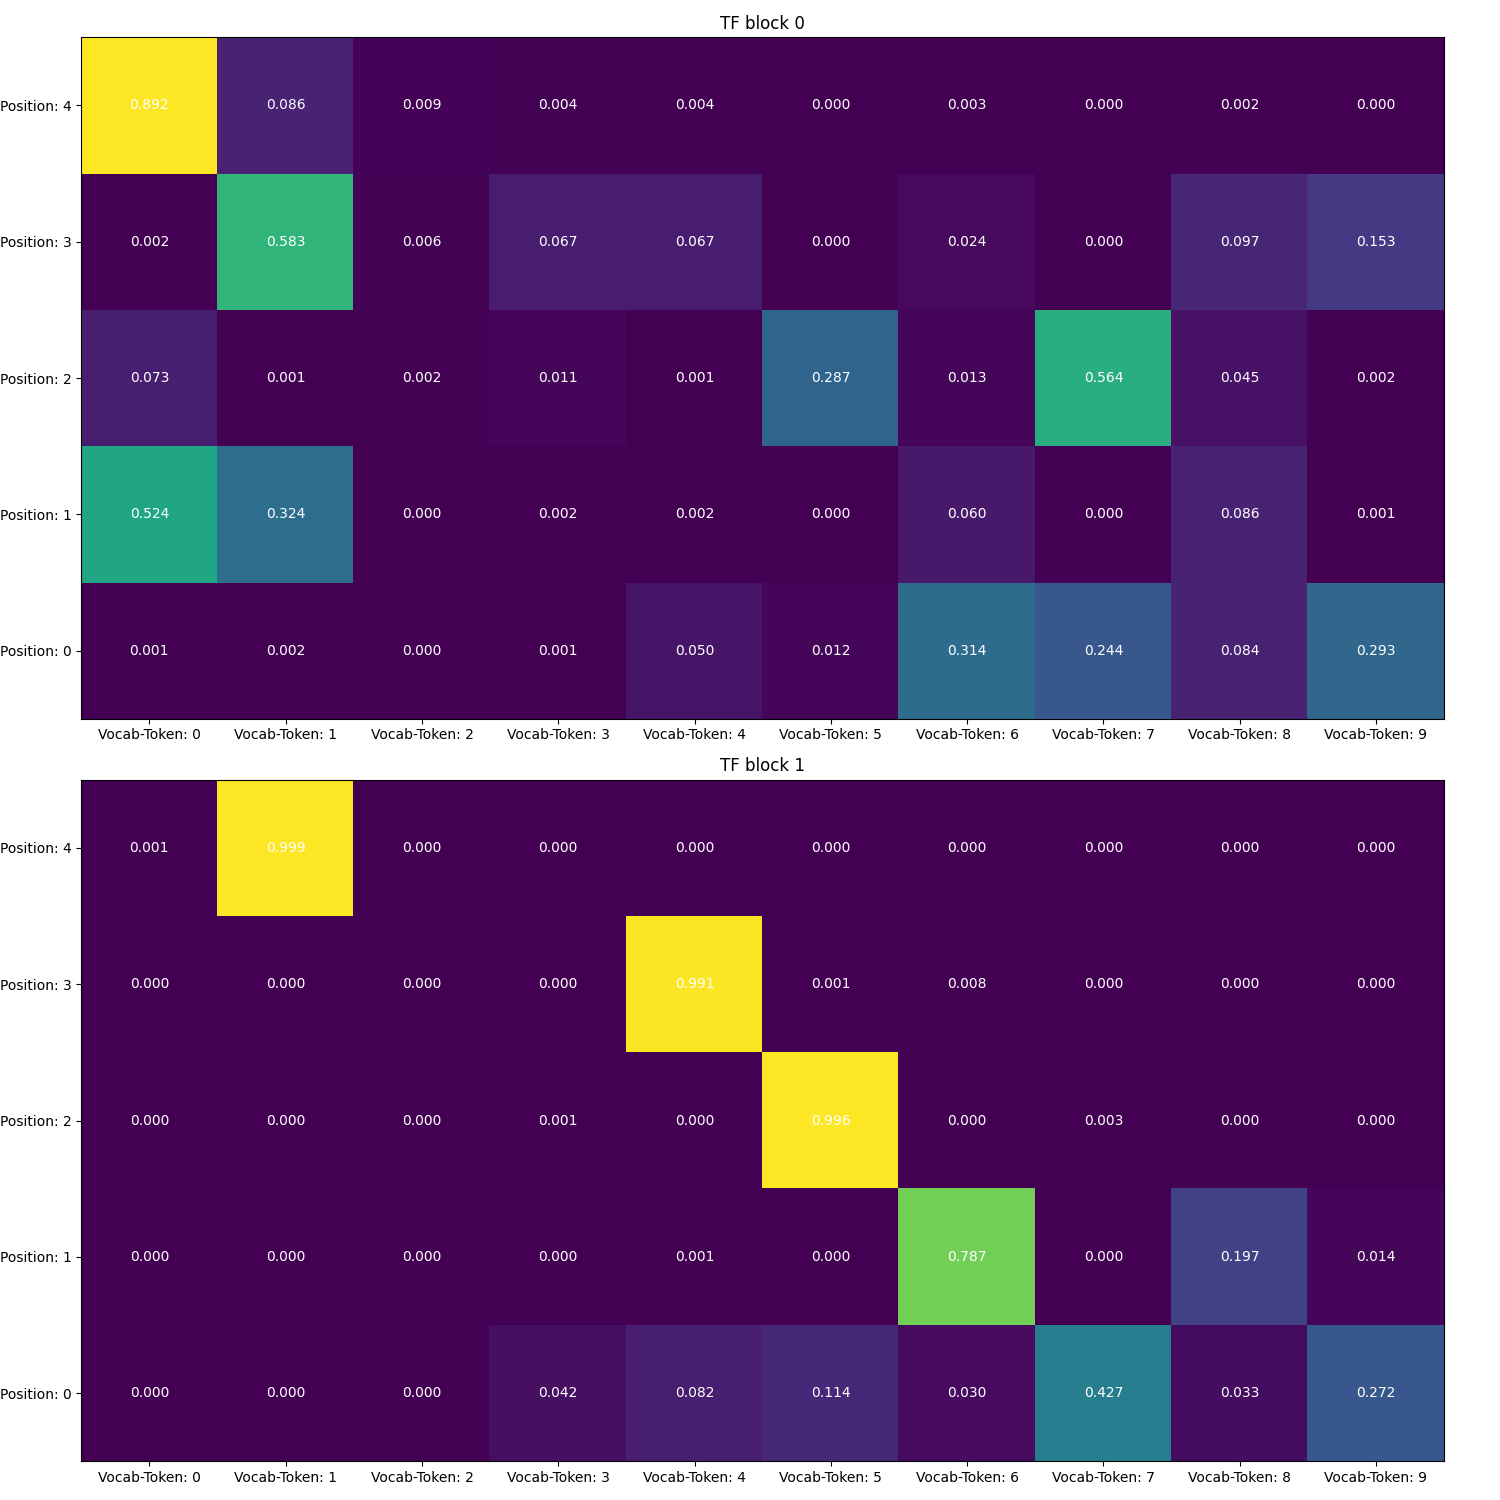 TF block 0
Position: 4 0.892 0.086 0.009 0.004 0.004 0.000 0.003 0.000 0.002 0.000
Position: 3 0.002 0.583 0.006 0.067 0.067 0.000 0.024 0.000 0.097 0.153
Position: 2 0.073 0.001 0.002 0.011 0.001 0.287 0.013 0.564 0.045 0.002
Position: 1 0.524 0.324 0.000 0.002 0.002 0.000 0.060 0.000 0.086 0.001
Position: 0 0.001 0.002 0.000 0.001 0.050 0.012 0.314 0.244 0.084 0.293
Vocab-Token: 0 Vocab-Token: 1 Vocab-Token: 2 Vocab-Token: 3 Vocab-Token: 4 Vocab-Token: 5 Vocab-Token: 6 Vocab-Token: 7 Vocab-Token: 8 Vocab-Token: 9
TF block 1
Position: 4 0.001 0.999 0.000 0.000 0.000 0.000 0.000 0.000 0.000 0.000
Position: 3 0.000 0.000 0.000 0.000 0.991 0.001 0.008 0.000 0.000 0.000
Position: 2 0.000 0.000 0.000 0.001 0.000 0.996 0.000 0.003 0.000 0.000
Position: 1 0.000 0.000 0.000 0.000 0.001 0.000 0.787 0.000 0.197 0.014
Position: 0 0.000 0.000 0.000 0.042 0.082 0.114 0.030 0.427 0.033 0.272
Vocab-Token: 0 Vocab-Token: 1 Vocab-Token: 2 Vocab-Token: 3 Vocab-Token: 4 Vocab-Token: 5 Vocab-Token: 6 Vocab-Token: 7 Vocab-Token: 8 Vocab-Token: 9